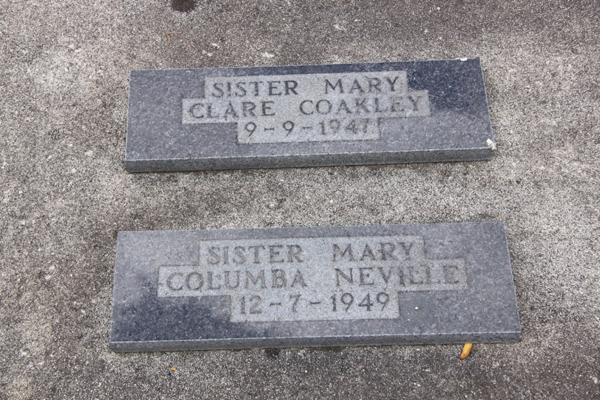 SISTER MARY
CLARE COAKLEY
9-9-1947
SISTER MARY
COLUMBA NEVILLE
12-7-1949